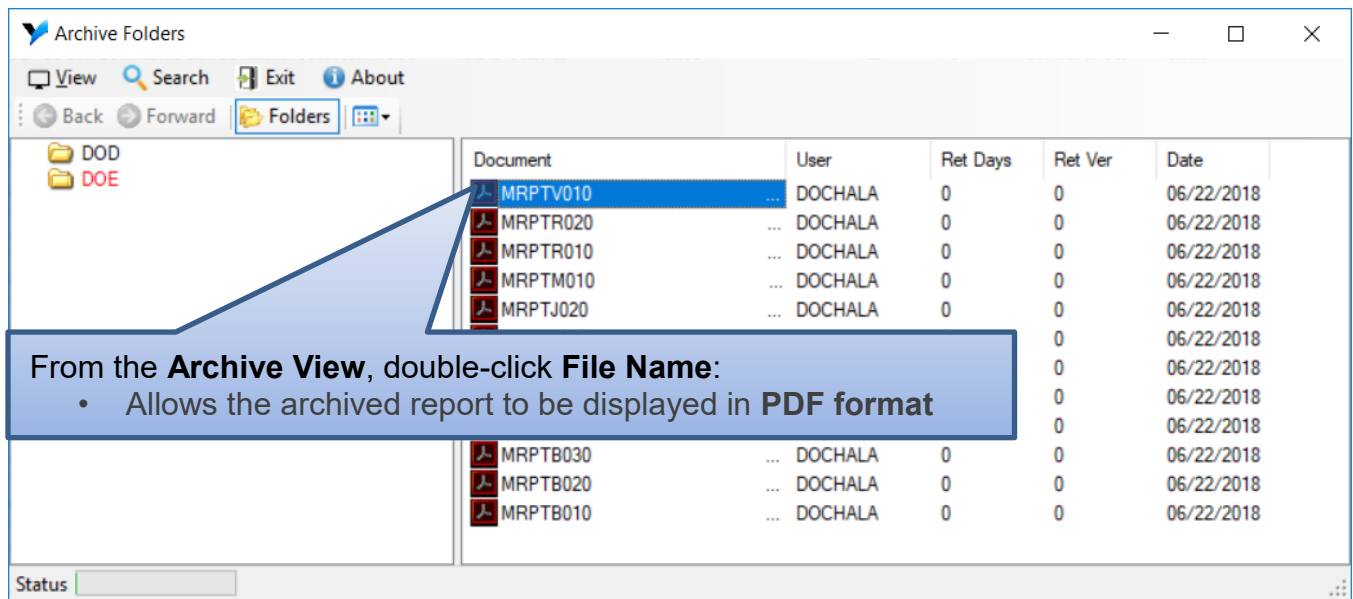 Archive Folders
View Search Exit About
Back Forward Folders
DOD
DOE
Document User Ret Days Ret Ver Date
MRPTV010 ... DOCHALA 0 0 06/22/2018
MRPTR020 ... DOCHALA 0 0 06/22/2018
MRPTR010 ... DOCHALA 0 0 06/22/2018
MRPTM010 ... DOCHALA 0 0 06/22/2018
MRPTJ020 ... DOCHALA 0 0 06/22/2018
0 06/22/2018
0 06/22/2018
0 06/22/2018
0 06/22/2018
From the Archive View, double-click File Name:
• Allows the archived report to be displayed in PDF format
MRPTB030 ... DOCHALA 0 0 06/22/2018
MRPTB020 ... DOCHALA 0 0 06/22/2018
MRPTB010 ... DOCHALA 0 0 06/22/2018
Status